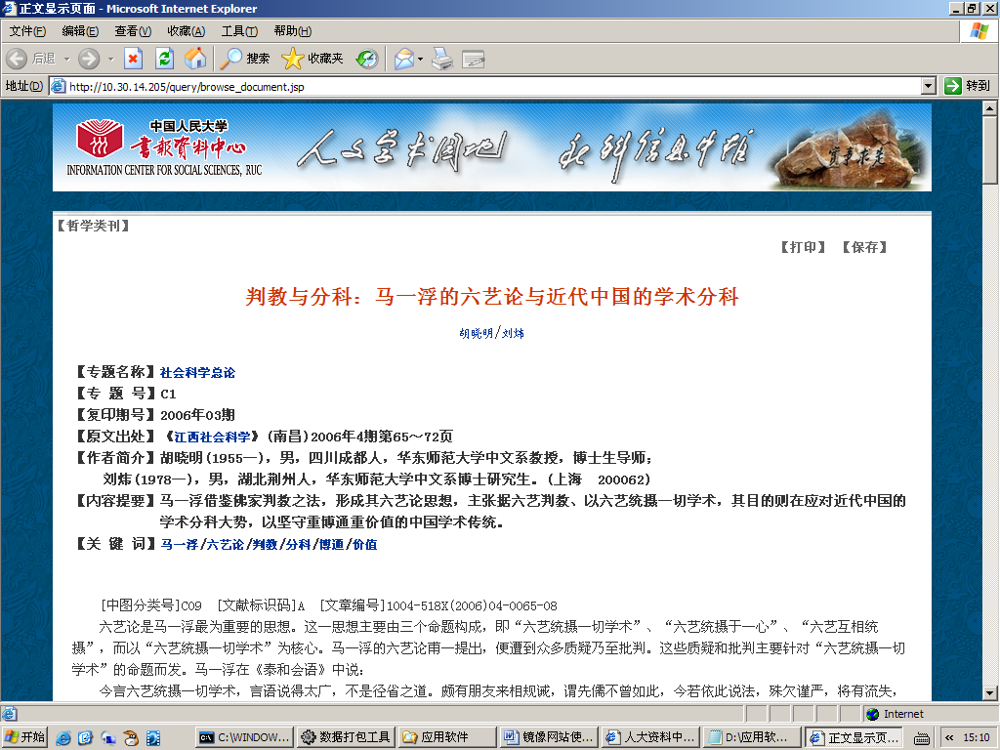 正文显示页面 - Microsoft Internet Explorer
文件(F) 编辑(E) 查看(V) 收藏(A) 工具(T) 帮助(H)
后退 搜索 收藏夹
地址(D) http://10.30.14.205/query/browse_document.jsp 转到
中国人民大学
書報資料中心
INFORMATION CENTER FOR SOCIAL SCIENCES, RUC
人文学术园地 社科信息中枢
【哲学类刊】
【打印】 【保存】
判教与分科：马一浮的六艺论与近代中国的学术分科
胡晓明/刘炜
【专题名称】社会科学总论
【专 题 号】C1
【复印期号】2006年03期
【原文出处】《江西社会科学》(南昌)2006年4期第65～72页
【作者简介】胡晓明(1955—)，男，四川成都人，华东师范大学中文系教授，博士生导师；
刘炜(1978—)，男，湖北荆州人，华东师范大学中文系博士研究生。(上海 200062)
【内容提要】马一浮借鉴佛家判教之法，形成其六艺论思想，主张据六艺判教、以六艺统摄一切学术，其目的则在应对近代中国的
学术分科大势，以坚守重博通重价值的中国学术传统。
【关 键 词】马一浮/六艺论/判教/分科/博通/价值
[中图分类号]C09 [文献标识码]A [文章编号]1004-518X(2006)04-0065-08
六艺论是马一浮最为重要的思想。这一思想主要由三个命题构成，即“六艺统摄一切学术”、“六艺统摄于一心”、“六艺互相统
摄”，而以“六艺统摄一切学术”为核心。马一浮的六艺论甫一提出，便遭到众多质疑乃至批判。这些质疑和批判主要针对“六艺统摄一切
学术”的命题而发。马一浮在《泰和会语》中说：
今言六艺统摄一切学术，言语说得太广，不是径省之道。颇有朋友来相规诫，谓先儒不曾如此，今若依此说法，殊欠谨严，将有流失，
Internet
开始 C:\WINDOW... 数据打包工具 应用软件 镜像网站使... 人大资料中... D:\应用软... 正文显示页... « 15:10